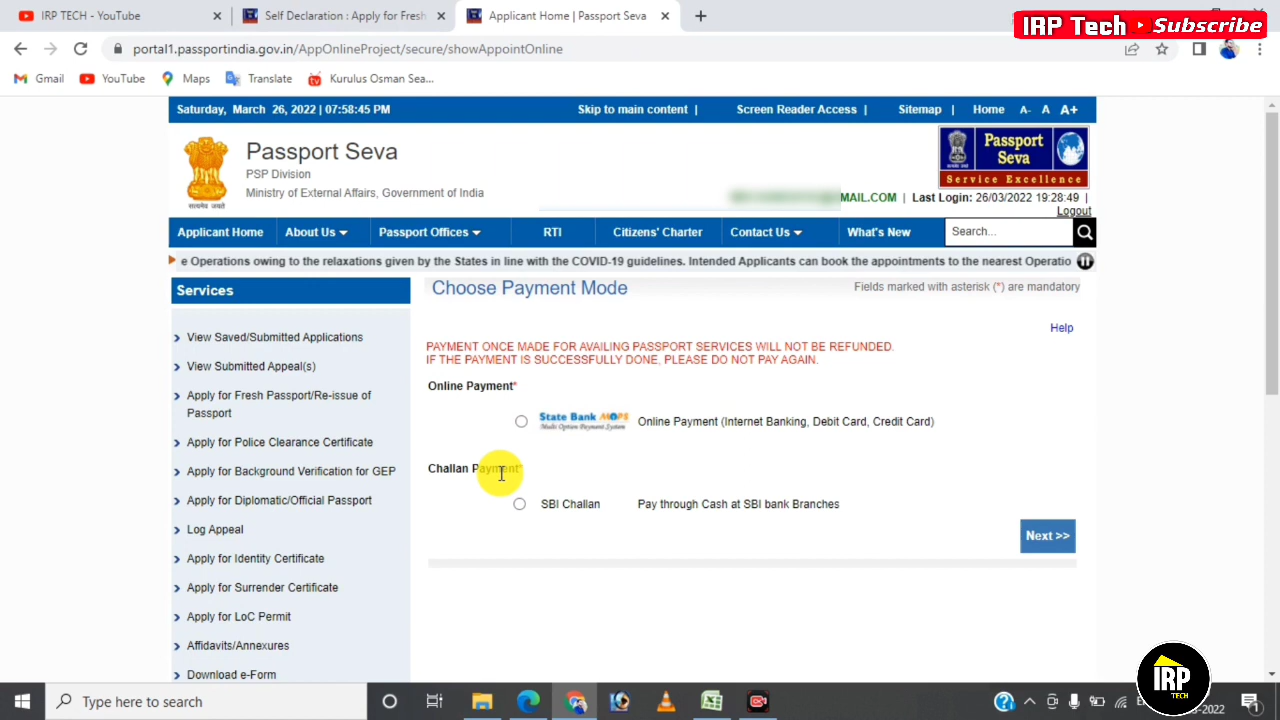 IRP TECH - YouTube
Self Declaration : Apply for Fresh
Applicant Home | Passport Seva
IRP Tech Subscribe
portal1.passportindia.gov.in/AppOnlineProject/secure/showAppointOnline
Gmail YouTube Maps Translate Kurulus Osman Sea...
Saturday, March 26, 2022 | 07:58:45 PM Skip to main content | Screen Reader Access | Sitemap | Home A- A A+
Passport Seva
PSP Division
Ministry of External Affairs, Government of India
सत्यमेव जयते
Passport Seva
Service Excellence
MAIL.COM | Last Login: 26/03/2022 19:28:49 |
Logout
Applicant Home About Us Passport Offices RTI Citizens' Charter Contact Us What's New Search...
e Operations owing to the relaxations given by the States in line with the COVID-19 guidelines. Intended Applicants can book the appointments to the nearest Operatio
Services
View Saved/Submitted Applications
View Submitted Appeal(s)
Apply for Fresh Passport/Re-issue of
Passport
Apply for Police Clearance Certificate
Apply for Background Verification for GEP
Apply for Diplomatic/Official Passport
Log Appeal
Apply for Identity Certificate
Apply for Surrender Certificate
Apply for LoC Permit
Affidavits/Annexures
Download e-Form
Choose Payment Mode
Fields marked with asterisk (*) are mandatory
Help
PAYMENT ONCE MADE FOR AVAILING PASSPORT SERVICES WILL NOT BE REFUNDED.
IF THE PAYMENT IS SUCCESSFULLY DONE, PLEASE DO NOT PAY AGAIN.
Online Payment*
State Bank MOPS
Multi Option Payment System
Online Payment (Internet Banking, Debit Card, Credit Card)
Challan Payment*
SBI Challan Pay through Cash at SBI bank Branches
Next >>
IRP
TECH
Type here to search
-2022
1